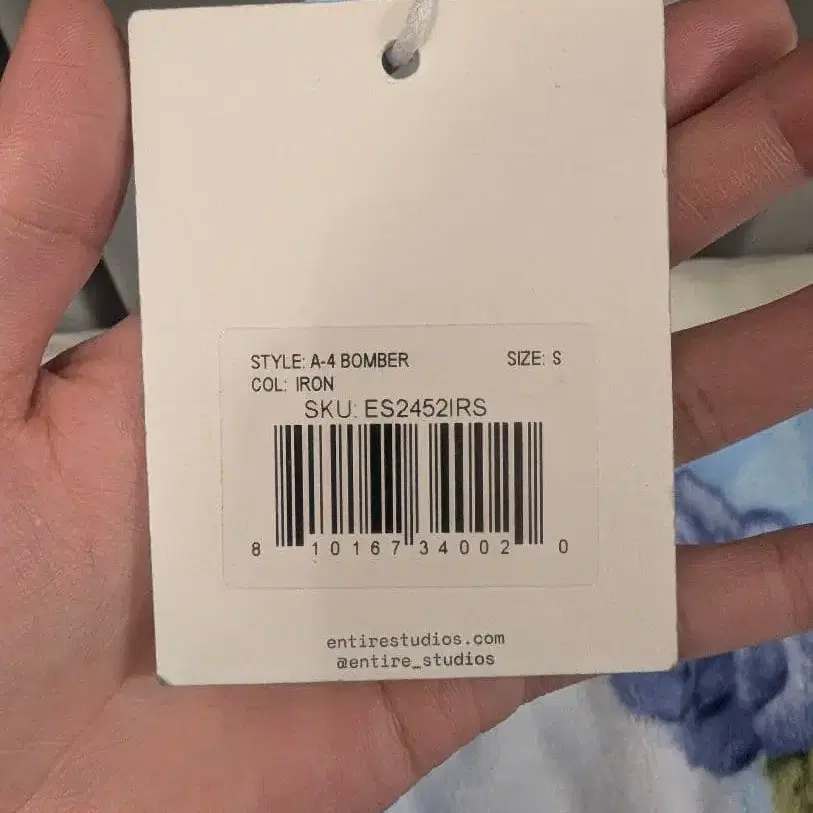 STYLE: A-4 BOMBER SIZE: S
COL: IRON
SKU: ES2452IRS
8 10167 34002 0
entirestudios.com
@entire_studios